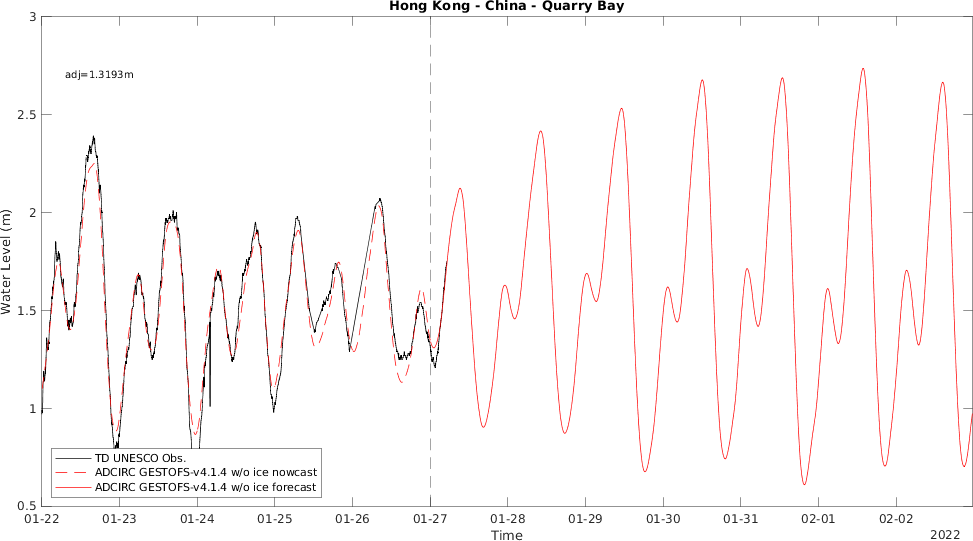 Hong Kong - China - Quarry Bay
adj=1.3193m
Water Level (m)
3
2.5
2
1.5
1
0.5
TD UNESCO Obs.
ADCIRC GESTOFS-v4.1.4 w/o ice nowcast
ADCIRC GESTOFS-v4.1.4 w/o ice forecast
01-22 01-23 01-24 01-25 01-26 01-27 01-28 01-29 01-30 01-31 02-01 02-02
Time
2022